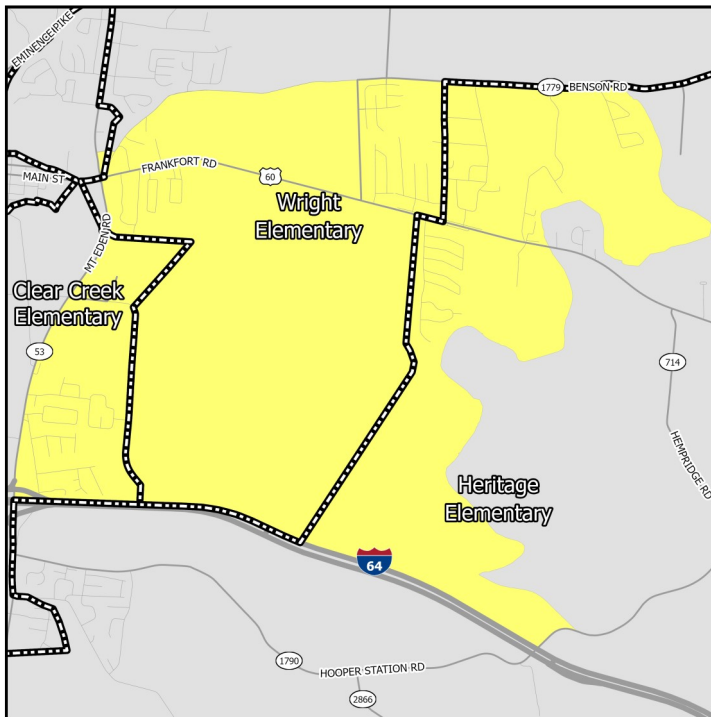 EMINENCE PIKE
1779
BENSON RD
MAIN ST
FRANKFORT RD
60
Wright
Elementary
MT EDEN RD
Clear Creek
Elementary
53
714
HEMPRIDGE RD
Heritage
Elementary
64
1790
HOOPER STATION RD
2866